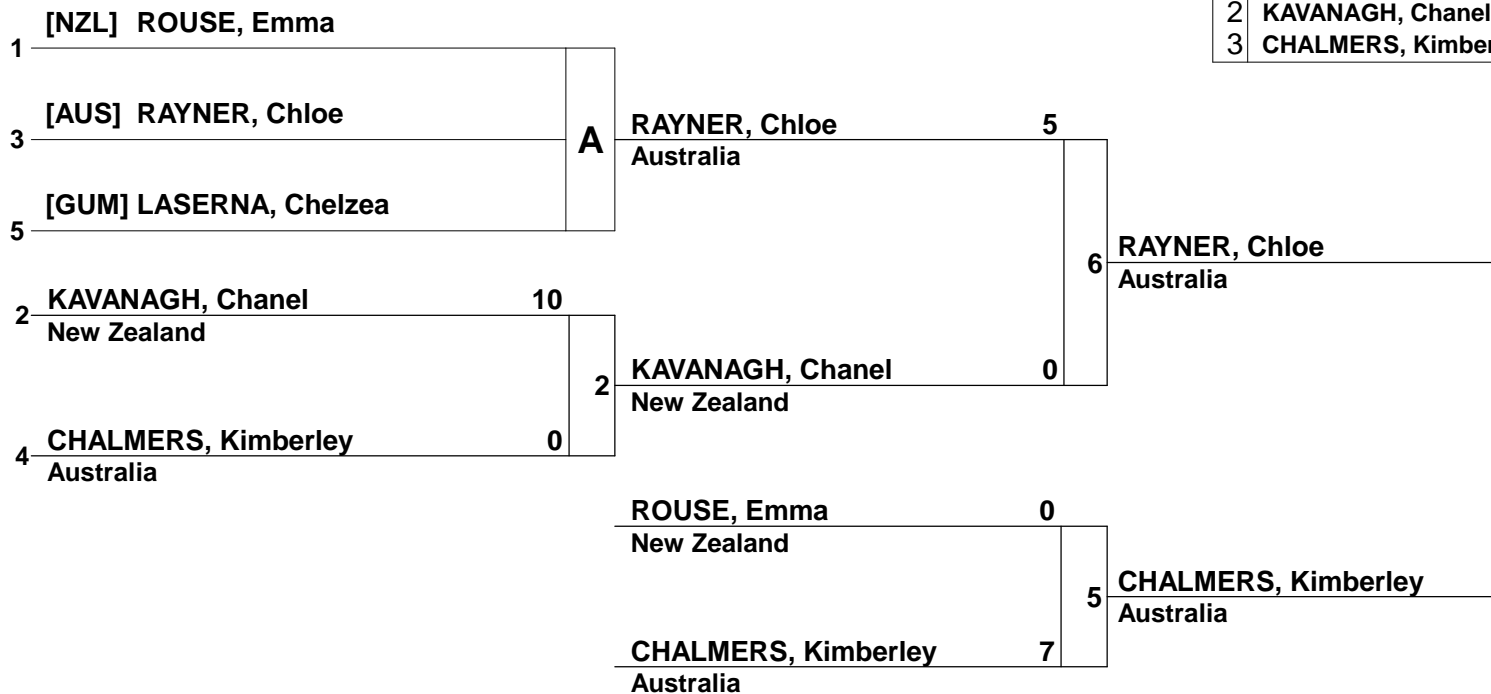 2 KAVANAGH, Chanel
3
[NZL] ROUSE, Emma
1
[AUS] RAYNER, Chloe
3
A
RAYNER, Chloe 5
Australia
[GUM] LASERNA, Chelzea
5
6
RAYNER, Chloe
Australia
KAVANAGH, Chanel 10
2
New Zealand
2
KAVANAGH, Chanel 0
New Zealand
CHALMERS, Kimberley 0
4
Australia
ROUSE, Emma 0
New Zealand
5
CHALMERS, Kimberley
Australia
CHALMERS, Kimberley 7
Australia